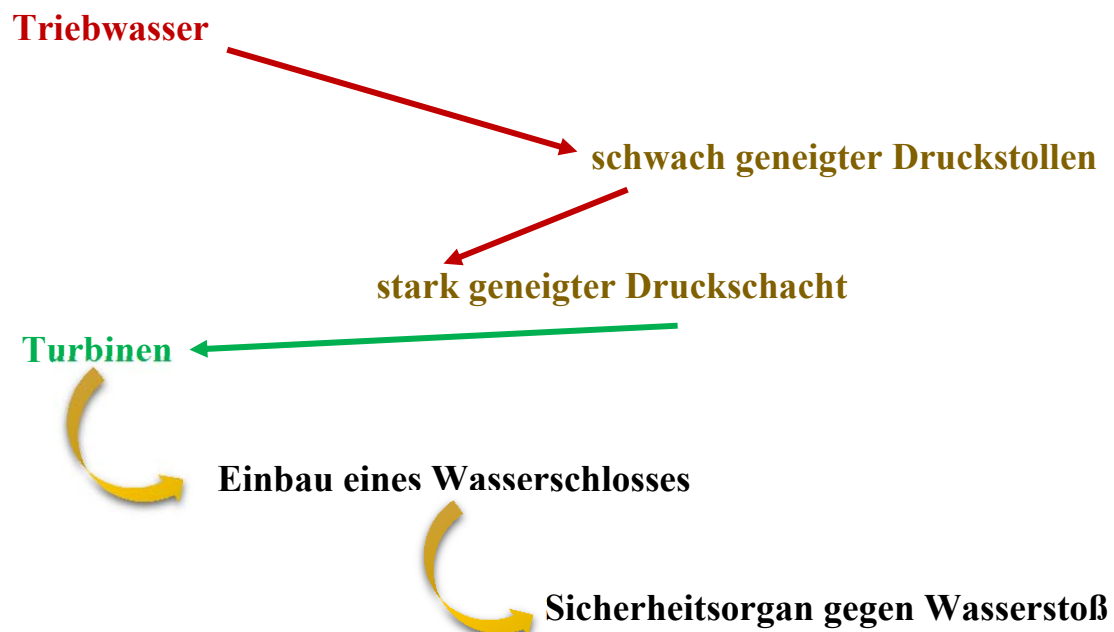 Triebwasser
schwach geneigter Druckstollen
stark geneigter Druckschacht
Turbinen
Einbau eines Wasserschlosses
Sicherheitsorgan gegen Wasserstoß